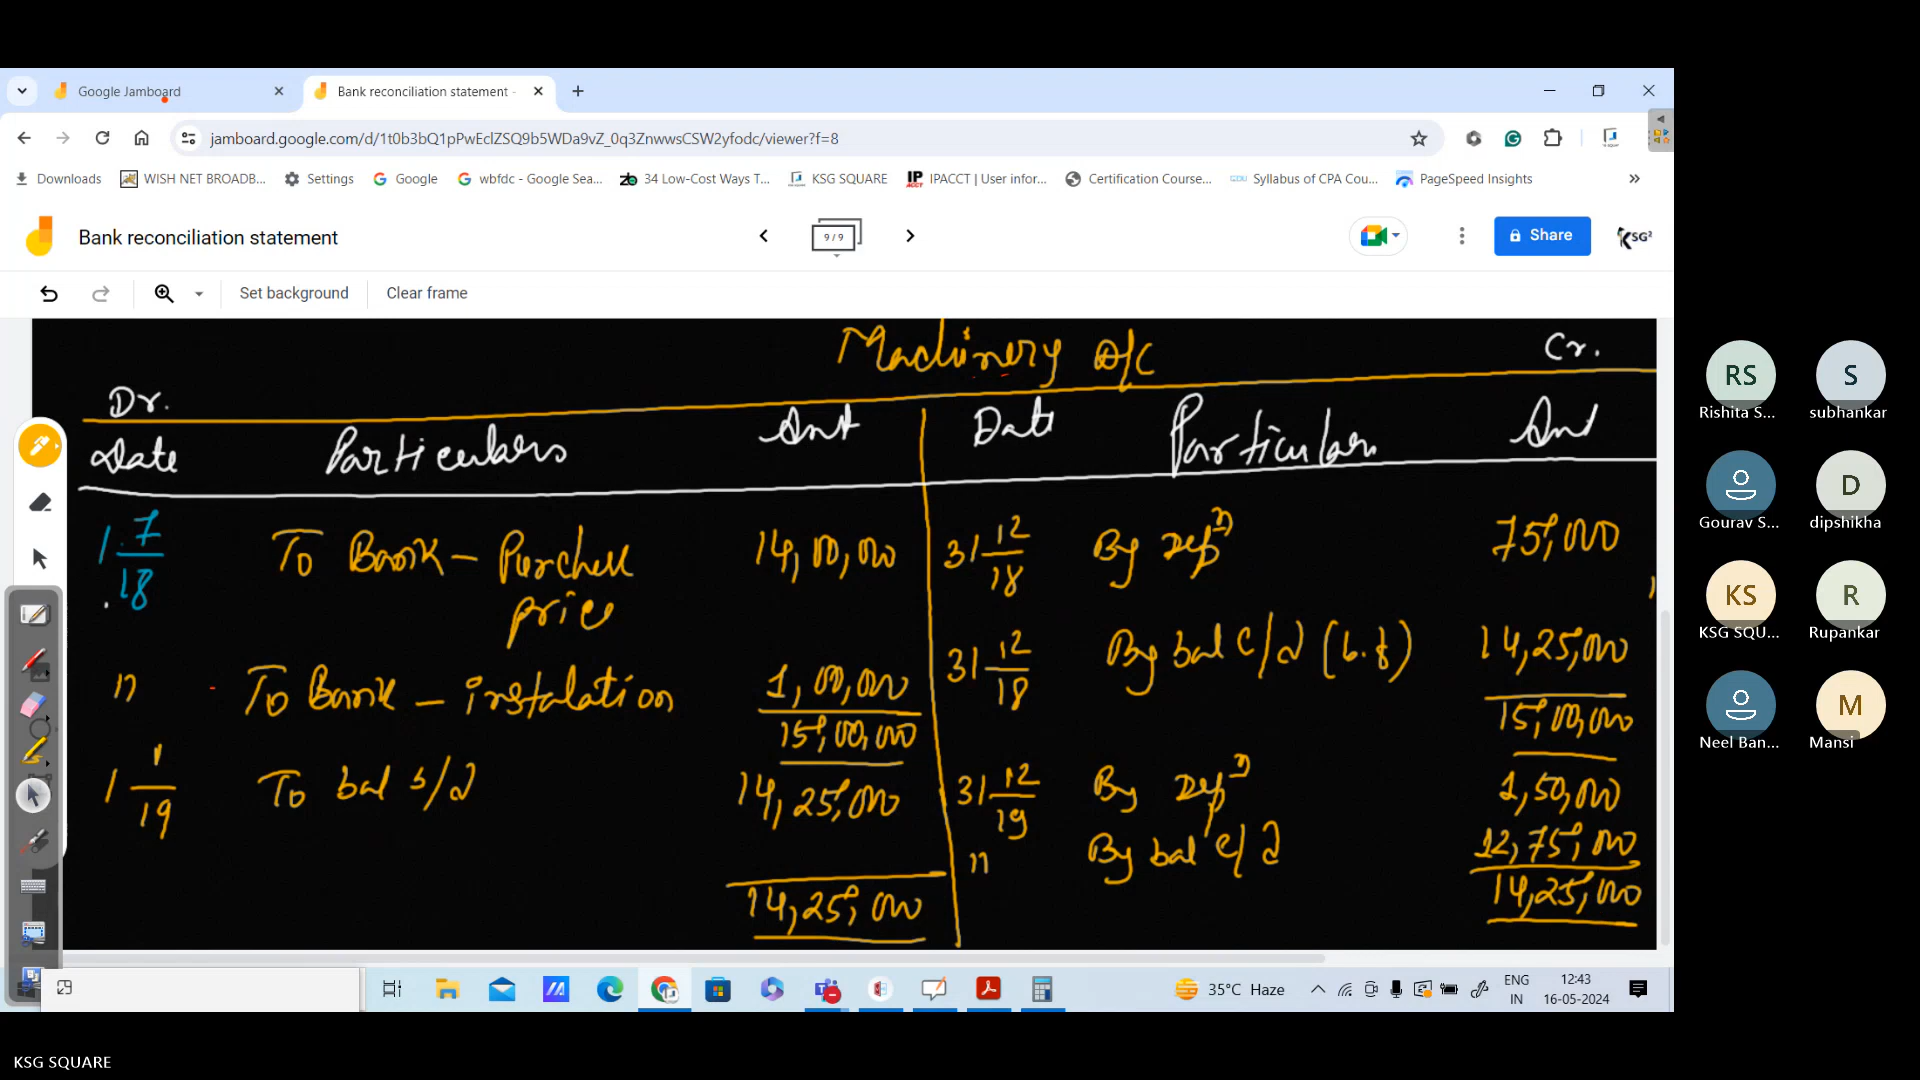 Google Jamboard
Bank reconciliation statement -
jamboard.google.com/d/1t0b3bQ1pPwEclZSQ9b5WDa9vZ_0q3ZnwwsCSW2yfodc/viewer?f=8
Downloads WISH NET BROADB... Settings Google wbfdc - Google Sea... 34 Low-Cost Ways T... KSG SQUARE IPACCT | User infor... Certification Course... Syllabus of CPA Cou... PageSpeed Insights
Bank reconciliation statement 9 / 9 Share KSG²
Set background Clear frame
Machinery A/C
Dr. Cr.
Date Particulars Amt Date Particulars Amt
1.7/18 To Bank – Purchase price 14,00,000 31 12/18 By Depⁿ 75,000
31 12/18 By bal c/d (b.f) 14,25,000
" To Bank – instalation 1,00,000
15,00,000 15,00,000
1 1/19 To bal b/d 14,25,000 31 12/19 By Depⁿ 1,50,000
" By bal c/d 12,75,000
14,25,000 14,25,000
RS S
Rishita S... subhankar
D
Gourav S... dipshikha
KS R
KSG SQU... Rupankar
M
Neel Ban... Mansi
35°C Haze ENG IN 12:43 16-05-2024
KSG SQUARE